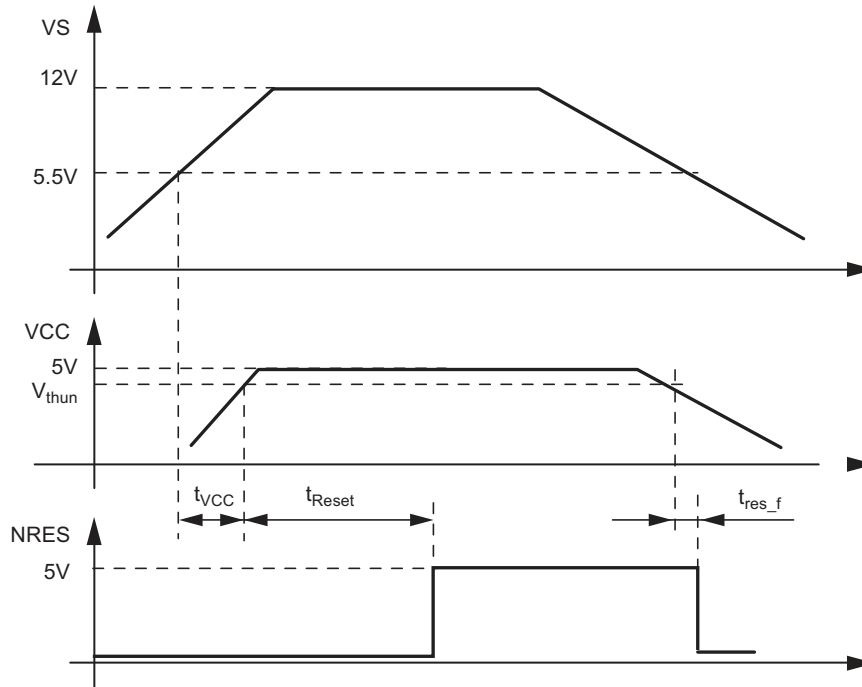 VS
12V
5.5V
VCC
5V
Vthun
tVCC
tReset
tres_f
NRES
5V